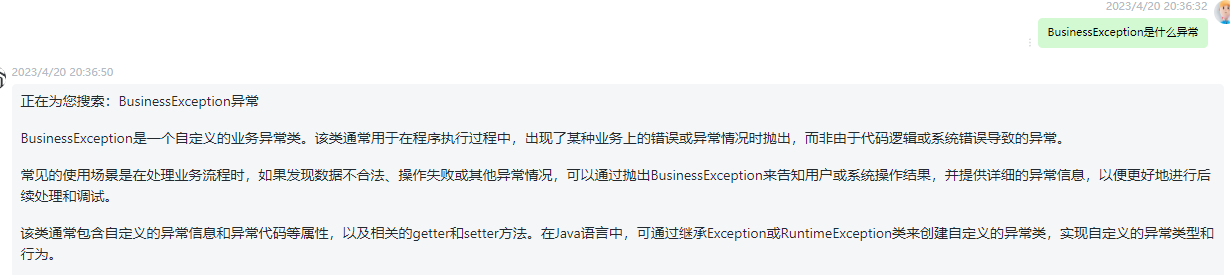 2023/4/20 20:36:32
BusinessException是什么异常
2023/4/20 20:36:50
正在为您搜索：BusinessException异常
BusinessException是一个自定义的业务异常类。该类通常用于在程序执行过程中，出现了某种业务上的错误或异常情况时抛出，而非由于代码逻辑或系统错误导致的异常。
常见的使用场景是在处理业务流程时，如果发现数据不合法、操作失败或其他异常情况，可以通过抛出BusinessException来告知用户或系统操作结果，并提供详细的异常信息，以便更好地进行后
续处理和调试。
该类通常包含自定义的异常信息和异常代码等属性，以及相关的getter和setter方法。在Java语言中，可通过继承Exception或RuntimeException类来创建自定义的异常类，实现自定义的异常类型和
行为。